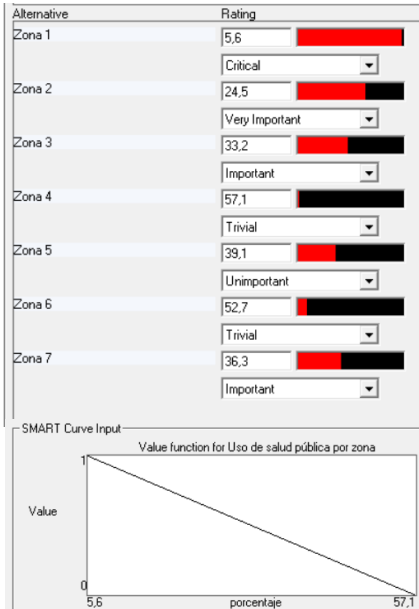 Alternative Rating
Zona 1 5,6
Critical
Zona 2 24,5
Very Important
Zona 3 33,2
Important
Zona 4 57,1
Trivial
Zona 5 39,1
Unimportant
Zona 6 52,7
Trivial
Zona 7 36,3
Important
SMART Curve Input
Value function for Uso de salud pública por zona
1
Value
0
5,6 porcentaje 57,1